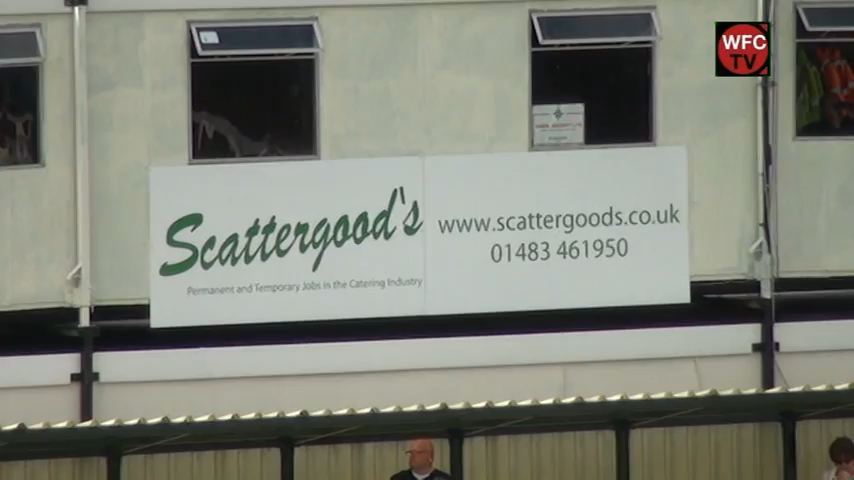 WFC
TV
Scattergood's
Permanent and Temporary Jobs in the Catering Industry
www.scattergoods.co.uk
01483 461950